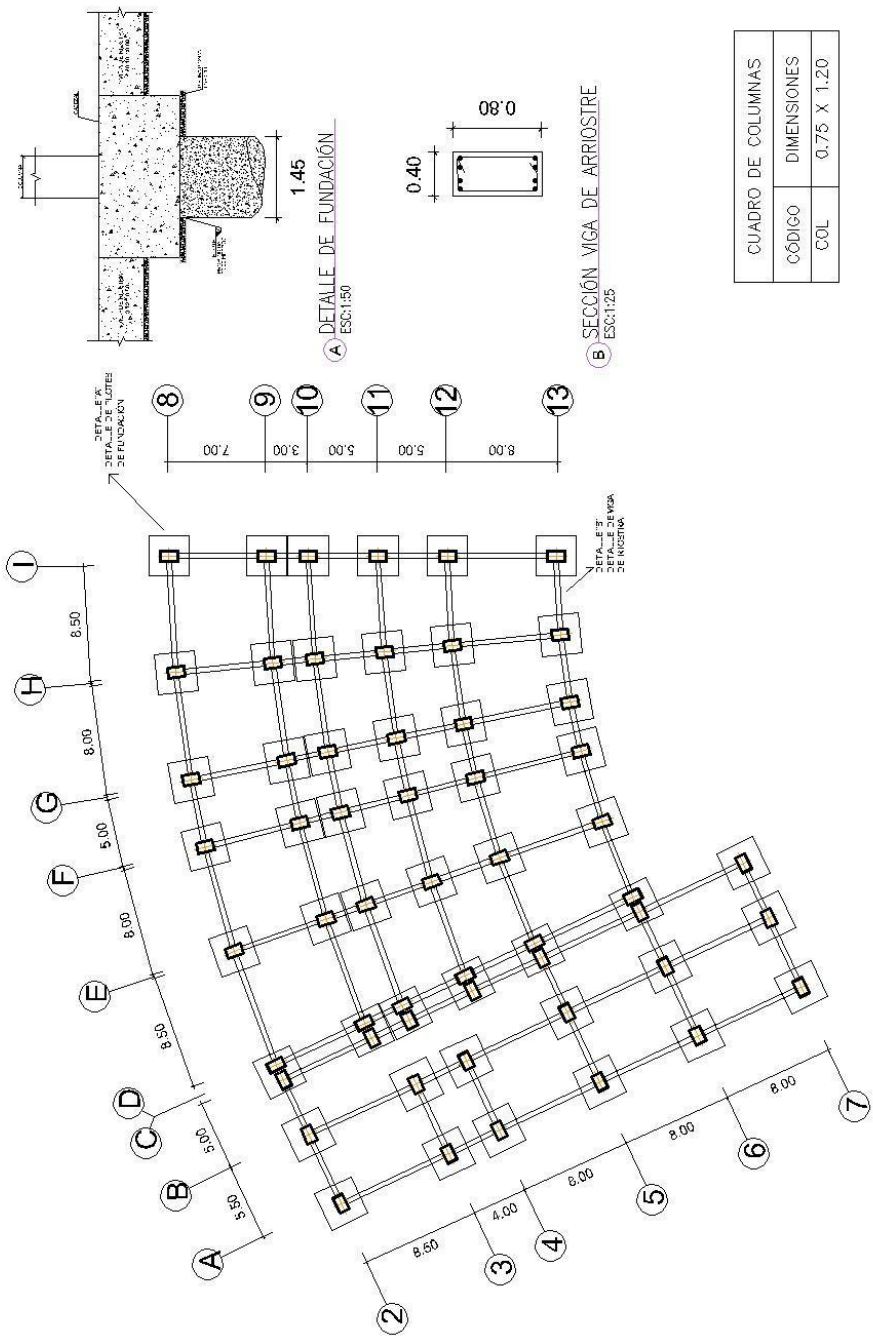 1.45
A DETALLE DE FUNDACIÓN
ESC:1:50
0.40
0.80
B SECCIÓN VIGA DE ARRIOSTRE
ESC:1:25
CUADRO DE COLUMNAS
CÓDIGO DIMENSIONES
COL 0.75 X 1.20
DE FUNDACIÓN
8
9
10
11
12
13
7.00
3.00
5.00
5.00
8.00
I
H
G
F
E
D
C
B
A
8.50
8.00
5.00
8.00
8.50
5.00
5.50
2
3
4
5
6
7
8.50
4.00
8.00
8.00
8.00